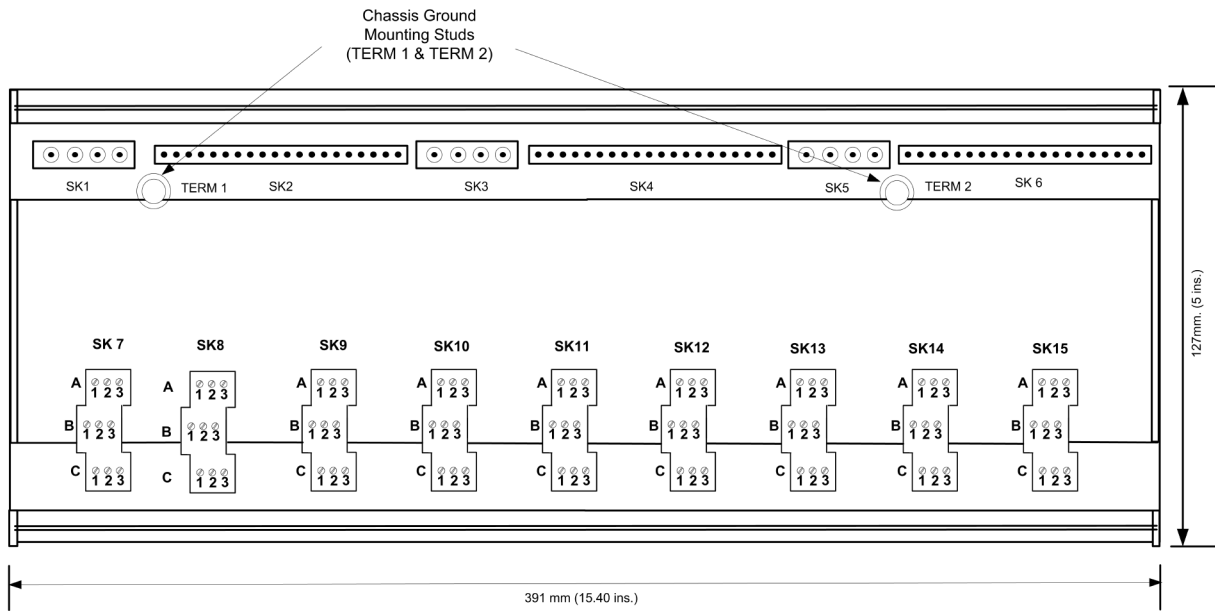 Chassis Ground
Mounting Studs
(TERM 1 & TERM 2)
SK1
TERM 1
SK2
SK3
SK4
SK5
TERM 2
SK 6
SK 7
SK8
SK9
SK10
SK11
SK12
SK13
SK14
SK15
A 1 2 3 A 1 2 3 A 1 2 3 A 1 2 3 A 1 2 3 A 1 2 3 A 1 2 3 A 1 2 3 A 1 2 3
B 1 2 3 B 1 2 3 B 1 2 3 B 1 2 3 B 1 2 3 B 1 2 3 B 1 2 3 B 1 2 3 B 1 2 3
C 1 2 3 C 1 2 3 C 1 2 3 C 1 2 3 C 1 2 3 C 1 2 3 C 1 2 3 C 1 2 3 C 1 2 3
127mm. (5 ins.)
391 mm (15.40 ins.)